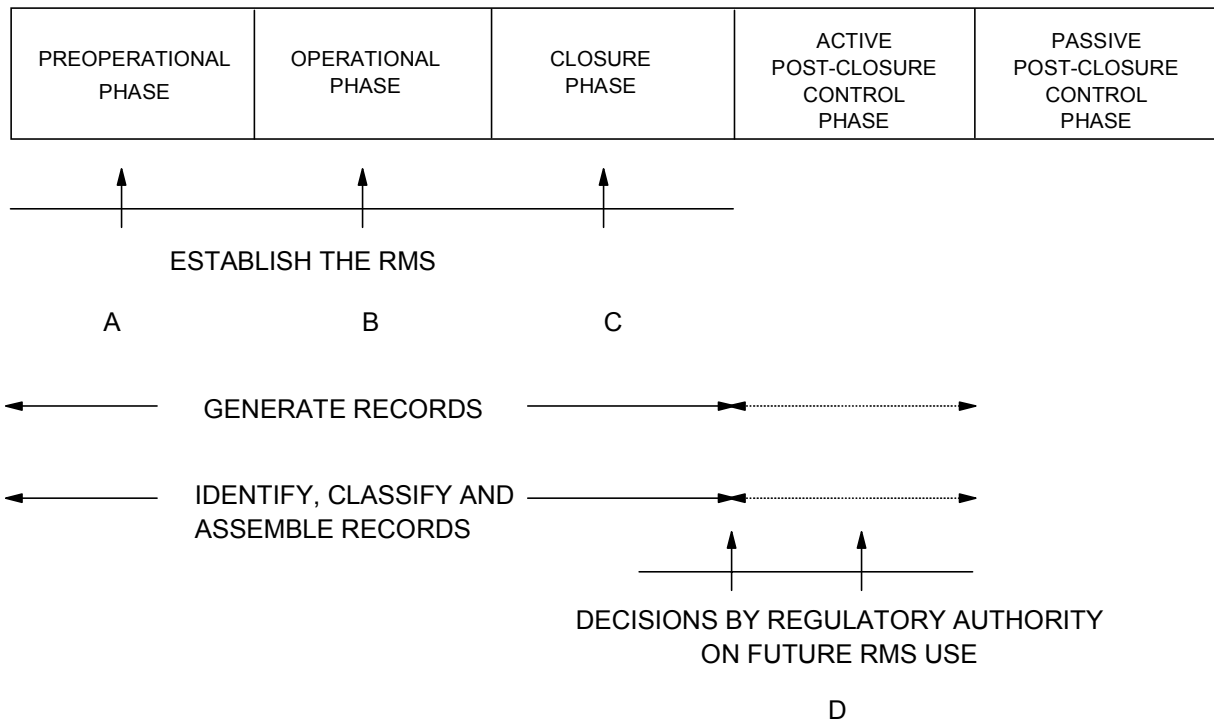 PREOPERATIONAL
PHASE
OPERATIONAL
PHASE
CLOSURE
PHASE
ACTIVE
POST-CLOSURE
CONTROL
PHASE
PASSIVE
POST-CLOSURE
CONTROL
PHASE
ESTABLISH THE RMS
A
B
C
GENERATE RECORDS
IDENTIFY, CLASSIFY AND
ASSEMBLE RECORDS
DECISIONS BY REGULATORY AUTHORITY
ON FUTURE RMS USE
D